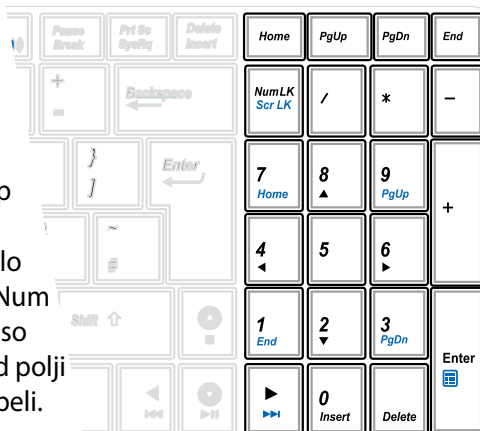 Pause Prt Sc Delete Home PgUp PgDn End
Break SysRq Insert
+ Backspace NumLK / * −
= Scr LK
} Enter 7 8 9 +
] Home ▲ PgUp
p
~ 4 5 6
lo # ◀ ▶
Num
so Shift ⇧ 1 2 3 Enter
End ▼ PgDn
d polji
beli. ▶ 0 Delete
Insert